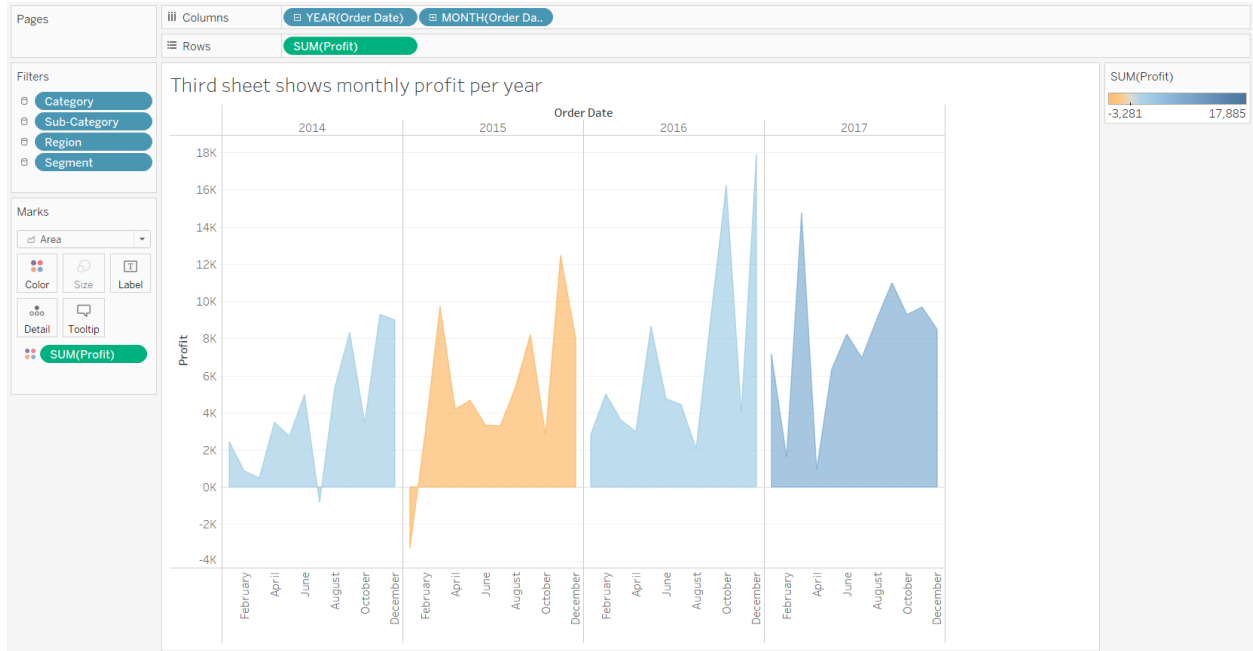 Pages
Columns
YEAR(Order Date)
MONTH(Order Da..
Rows
SUM(Profit)
Filters
Category
Sub-Category
Region
Segment
Marks
Area
Color
Size
T
Label
Detail
Tooltip
SUM(Profit)
Third sheet shows monthly profit per year
Order Date
2014
2015
2016
2017
Profit
18K
16K
14K
12K
10K
8K
6K
4K
2K
0K
-2K
-4K
February
April
June
August
October
December
February
April
June
August
October
December
February
April
June
August
October
December
February
April
June
August
October
December
SUM(Profit)
-3,281
17,885